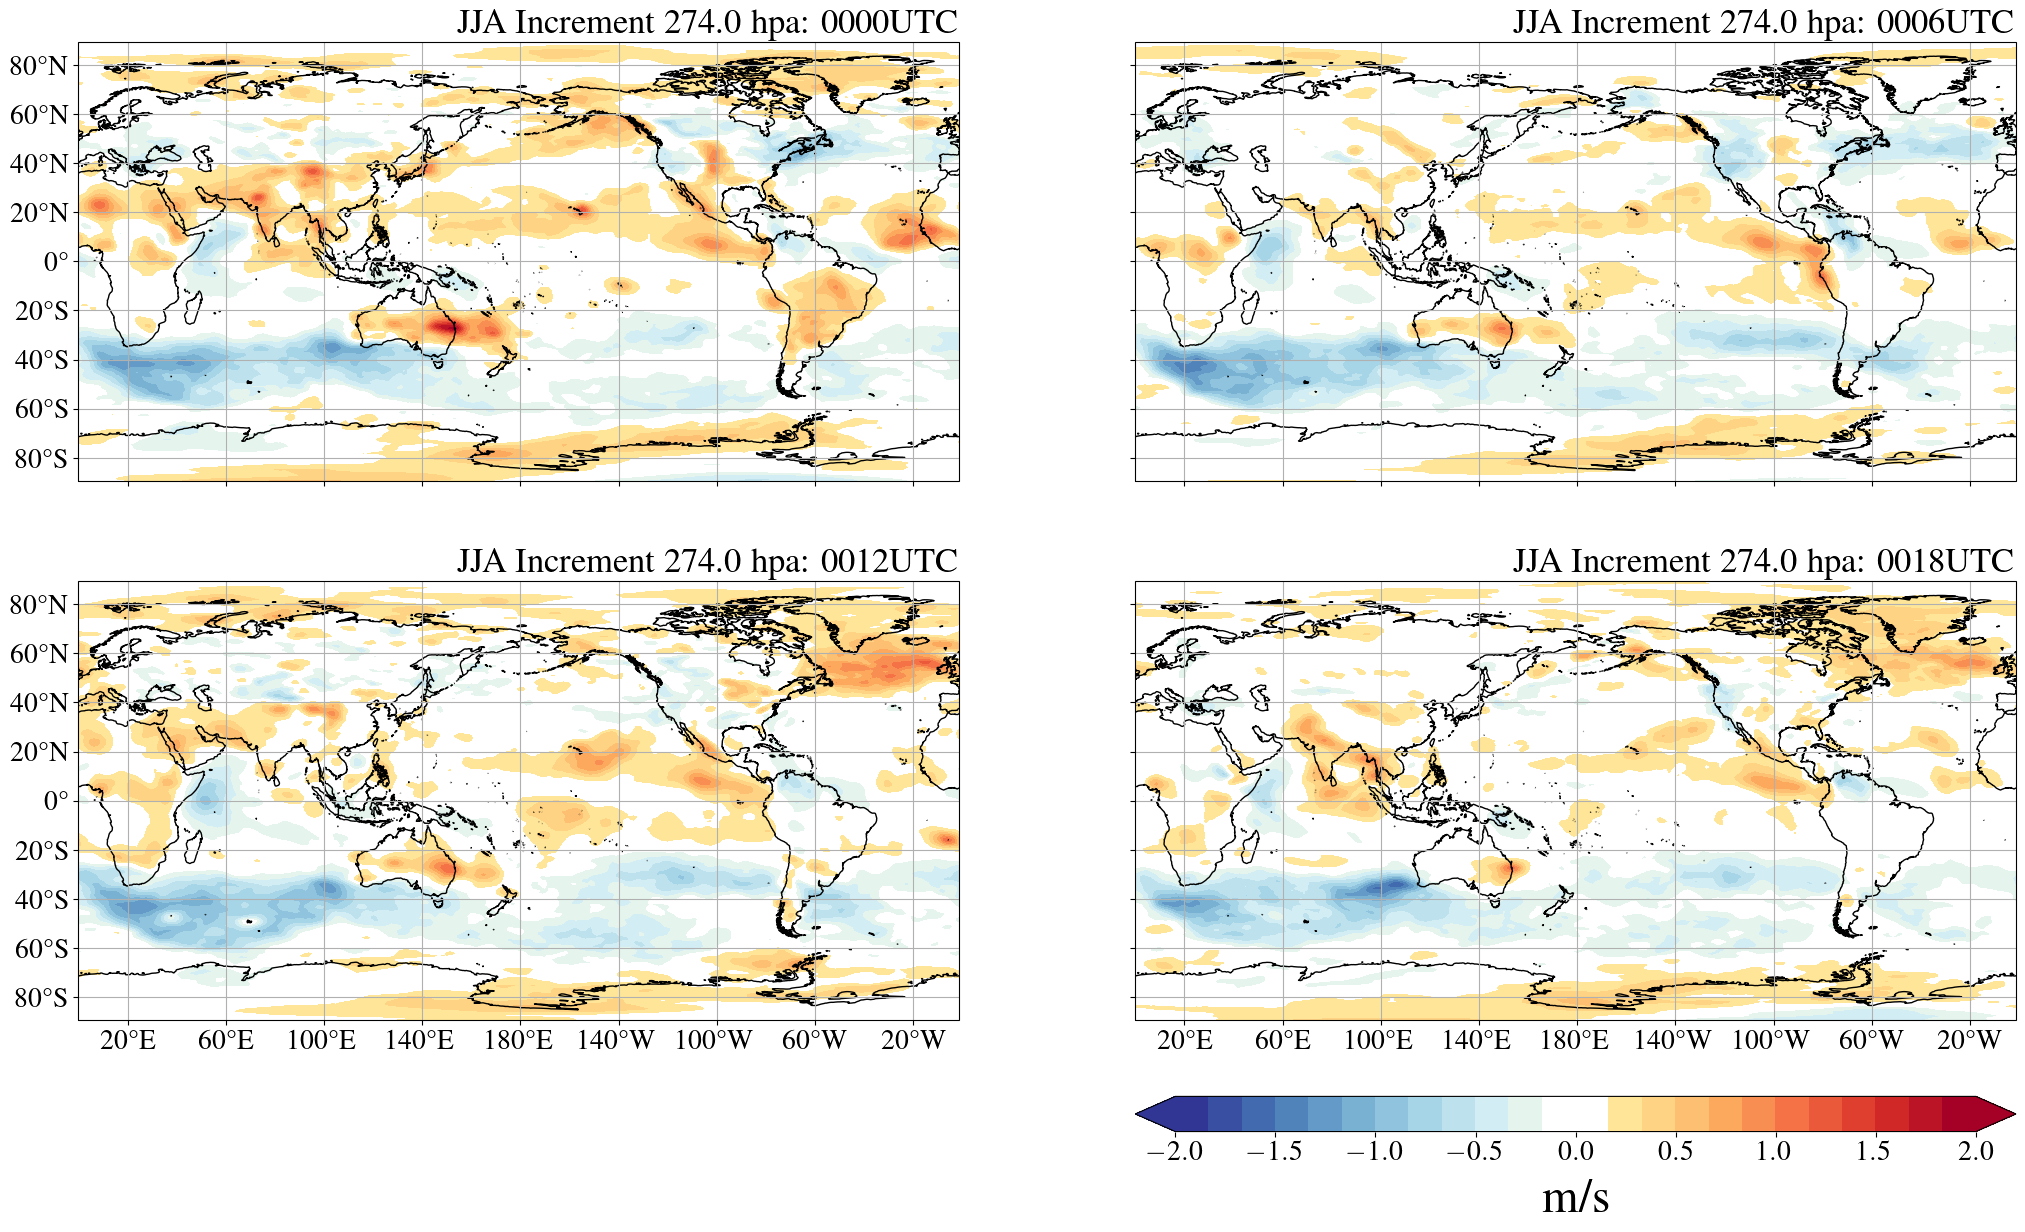 JJA Increment 274.0 hpa: 0000UTC
JJA Increment 274.0 hpa: 0006UTC
80°N
60°N
40°N
20°N
0°
20°S
40°S
60°S
80°S
JJA Increment 274.0 hpa: 0012UTC
JJA Increment 274.0 hpa: 0018UTC
80°N
60°N
40°N
20°N
0°
20°S
40°S
60°S
80°S
20°E 60°E 100°E 140°E 180°E 140°W 100°W 60°W 20°W
20°E 60°E 100°E 140°E 180°E 140°W 100°W 60°W 20°W
−2.0 −1.5 −1.0 −0.5 0.0 0.5 1.0 1.5 2.0
m/s